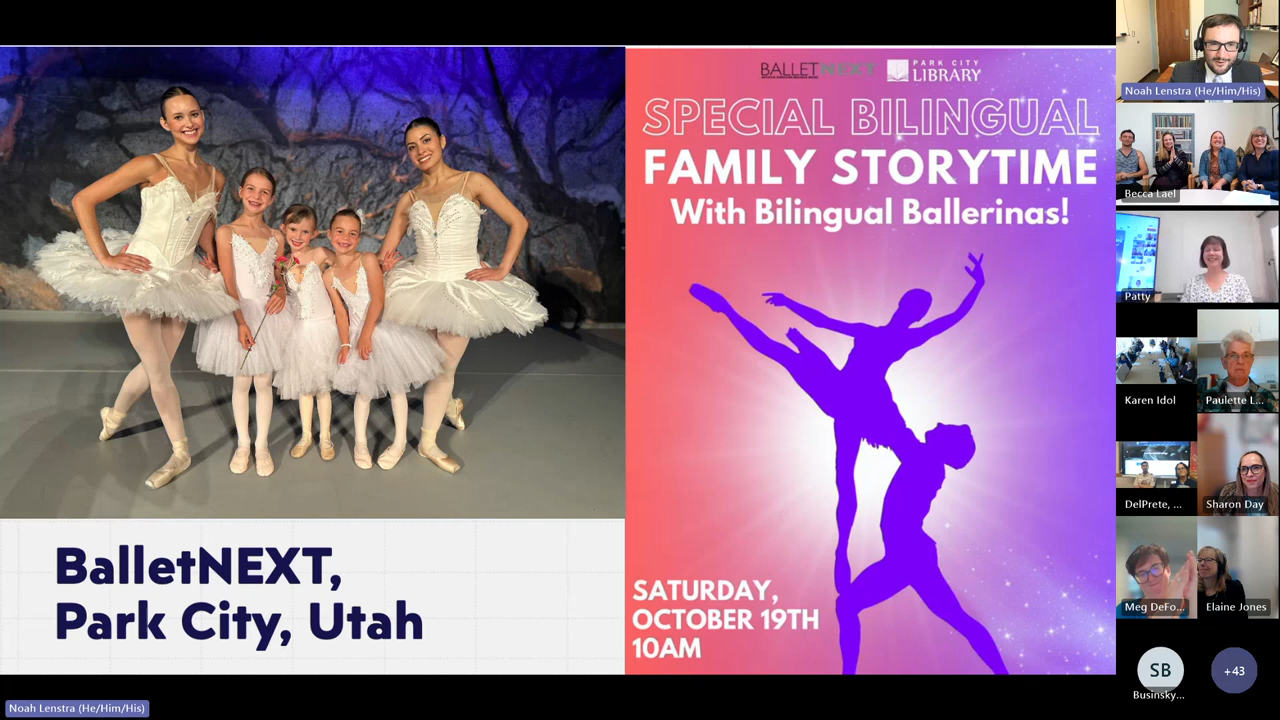 BalletNEXT,
Park City, Utah
BALLETNEXT
PARK CITY
LIBRARY
SPECIAL BILINGUAL
FAMILY STORYTIME
With Bilingual Ballerinas!
SATURDAY,
OCTOBER 19TH
10AM
Noah Lenstra (He/Him/His)
Becca Lael
Patty
Karen Idol
Paulette L...
DelPrete, ...
Sharon Day
Meg DeFo...
Elaine Jones
SB
Businsky...
+43
Noah Lenstra (He/Him/His)